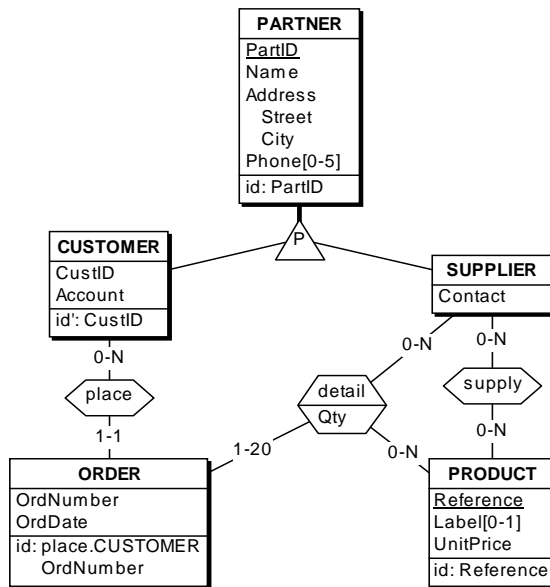 PARTNER
PartID
Name
Address
Street
City
Phone[0-5]
id: PartID
P
CUSTOMER
CustID
Account
id': CustID
SUPPLIER
Contact
0-N
place
1-1
0-N
0-N
detail
Qty
supply
1-20
0-N
0-N
ORDER
OrdNumber
OrdDate
id: place.CUSTOMER
OrdNumber
PRODUCT
Reference
Label[0-1]
UnitPrice
id: Reference